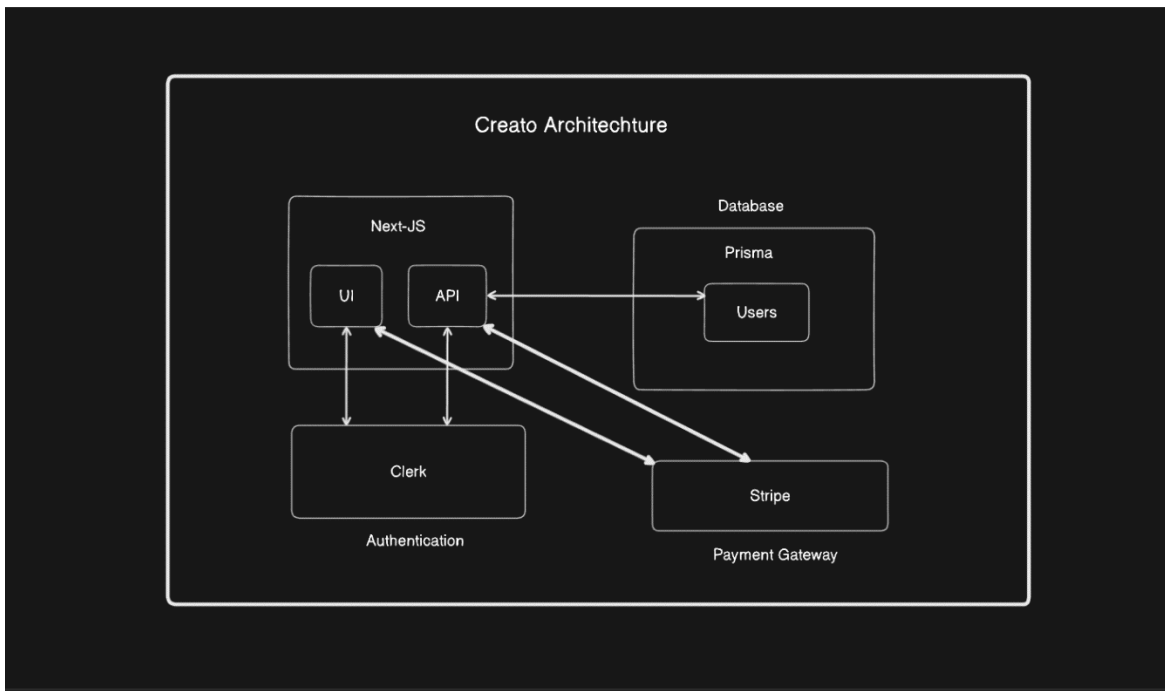 Creato Architechture
Next-JS
UI
API
Database
Prisma
Users
Clerk
Authentication
Stripe
Payment Gateway